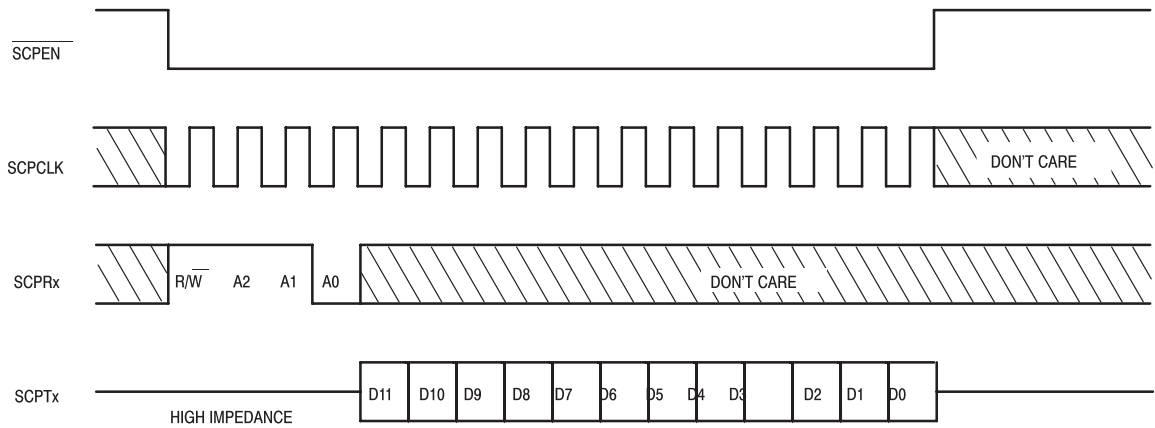 SCPEN
SCPCLK
DON'T CARE
SCPRx
R/W A2 A1 A0
DON'T CARE
SCPTx
D11 D10 D9 D8 D7 D6 D5 D4 D3 D2 D1 D0
HIGH IMPEDANCE